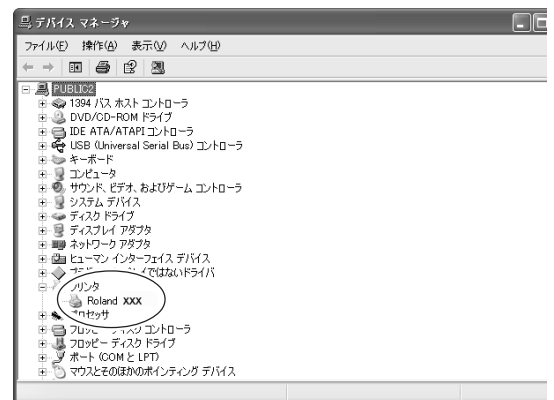 デバイス マネージャ
ファイル(F) 操作(A) 表示(V) ヘルプ(H)
PUBLIC2
1394 バス ホスト コントローラ
DVD/CD-ROM ドライブ
IDE ATA/ATAPI コントローラ
USB (Universal Serial Bus) コントローラ
キーボード
コンピュータ
サウンド、ビデオ、およびゲーム コントローラ
システム デバイス
ディスク ドライブ
ディスプレイ アダプタ
ネットワーク アダプタ
ヒューマン インターフェイス デバイス
ではないドライバ
プリンタ
Roland XXX
プロセッサ
フロッピー ディスク コントローラ
フロッピー ディスク ドライブ
ポート (COM と LPT)
マウスとそのほかのポインティング デバイス